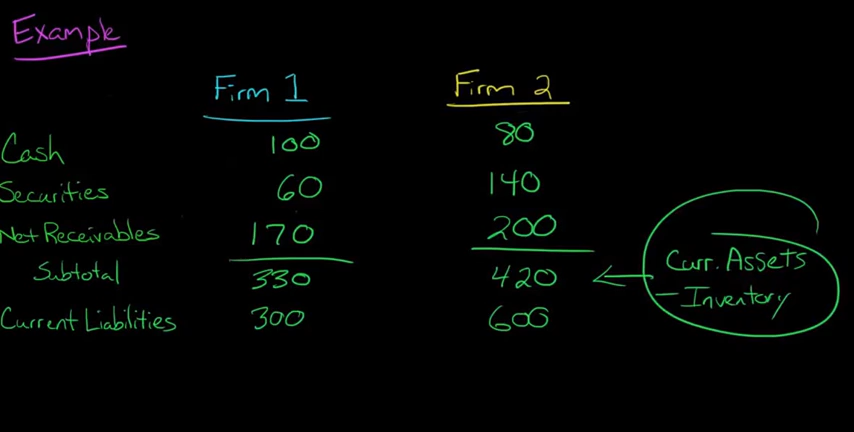 Example
Firm 1 Firm 2
Cash 100 80
Securities 60 140
Net Receivables 170 200
Subtotal 330 420 Curr. Assets
Current Liabilities 300 600 - Inventory